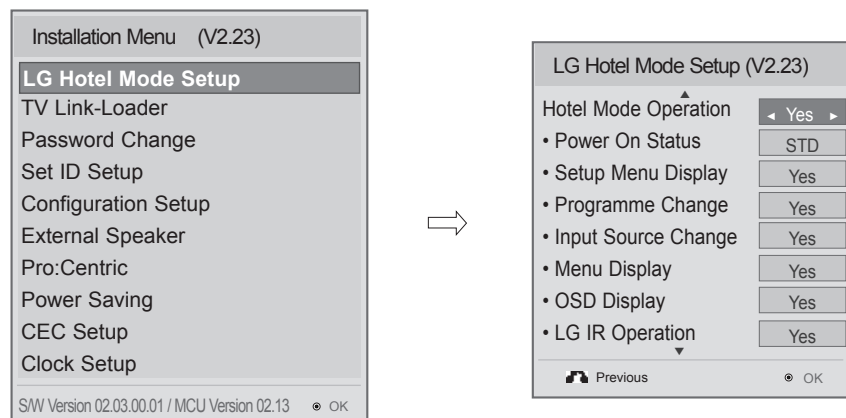 Installation Menu (V2.23)
LG Hotel Mode Setup
TV Link-Loader
Password Change
Set ID Setup
Configuration Setup
External Speaker
Pro:Centric
Power Saving
CEC Setup
Clock Setup
S/W Version 02.03.00.01 / MCU Version 02.13 ◉ OK
LG Hotel Mode Setup (V2.23)
Hotel Mode Operation ◄ Yes ►
• Power On Status STD
• Setup Menu Display Yes
• Programme Change Yes
• Input Source Change Yes
• Menu Display Yes
• OSD Display Yes
• LG IR Operation Yes
Previous ◉ OK